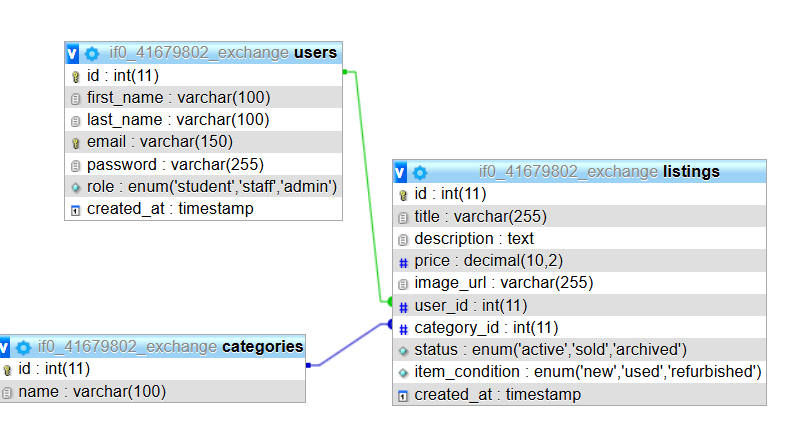 if0_41679802_exchange users
id : int(11)
first_name : varchar(100)
last_name : varchar(100)
email : varchar(150)
password : varchar(255)
role : enum('student','staff','admin')
created_at : timestamp
if0_41679802_exchange listings
id : int(11)
title : varchar(255)
description : text
price : decimal(10,2)
image_url : varchar(255)
user_id : int(11)
category_id : int(11)
status : enum('active','sold','archived')
item_condition : enum('new','used','refurbished')
created_at : timestamp
if0_41679802_exchange categories
id : int(11)
name : varchar(100)